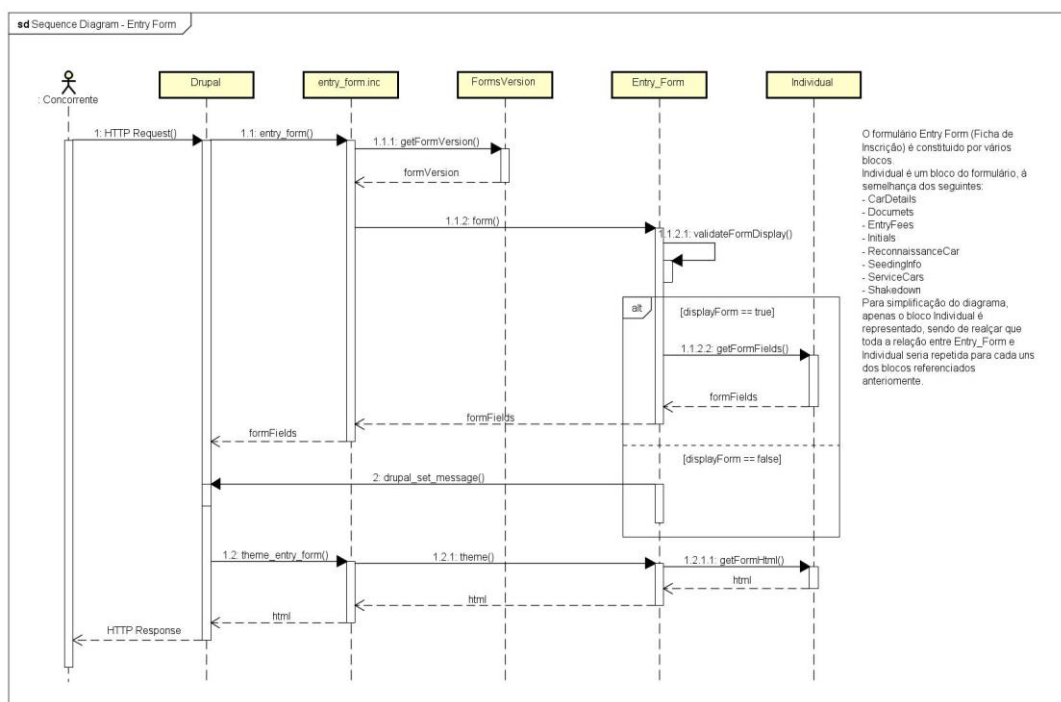 sd Sequence Diagram - Entry Form
: Concorrente
Drupal
entry_form.inc
FormsVersion
Entry_Form
Individual
1: HTTP Request()
1.1: entry_form()
1.1.1: getFormVersion()
formVersion
1.1.2: form()
1.1.2.1: validateFormDisplay()
alt
[displayForm == true]
1.1.2.2: getFormFields()
formFields
formFields
formFields
[displayForm == false]
2: drupal_set_message()
1.2: theme_entry_form()
1.2.1: theme()
1.2.1.1: getFormHtml()
html
html
html
HTTP Response
O formulário Entry Form (Ficha de
Inscrição) é constituido por vários
blocos.
Individual é um bloco do formulário, à
semelhança dos seguintes:
- CarDetails
- Documets
- EntryFees
- Initials
- ReconnaissanceCar
- SeedingInfo
- ServiceCars
- Shakedown
Para simplificação do diagrama,
apenas o bloco Individual é
representado, sendo de realçar que
toda a relação entre Entry_Form e
Individual seria repetida para cada uns
dos blocos referenciados
anteriormente.